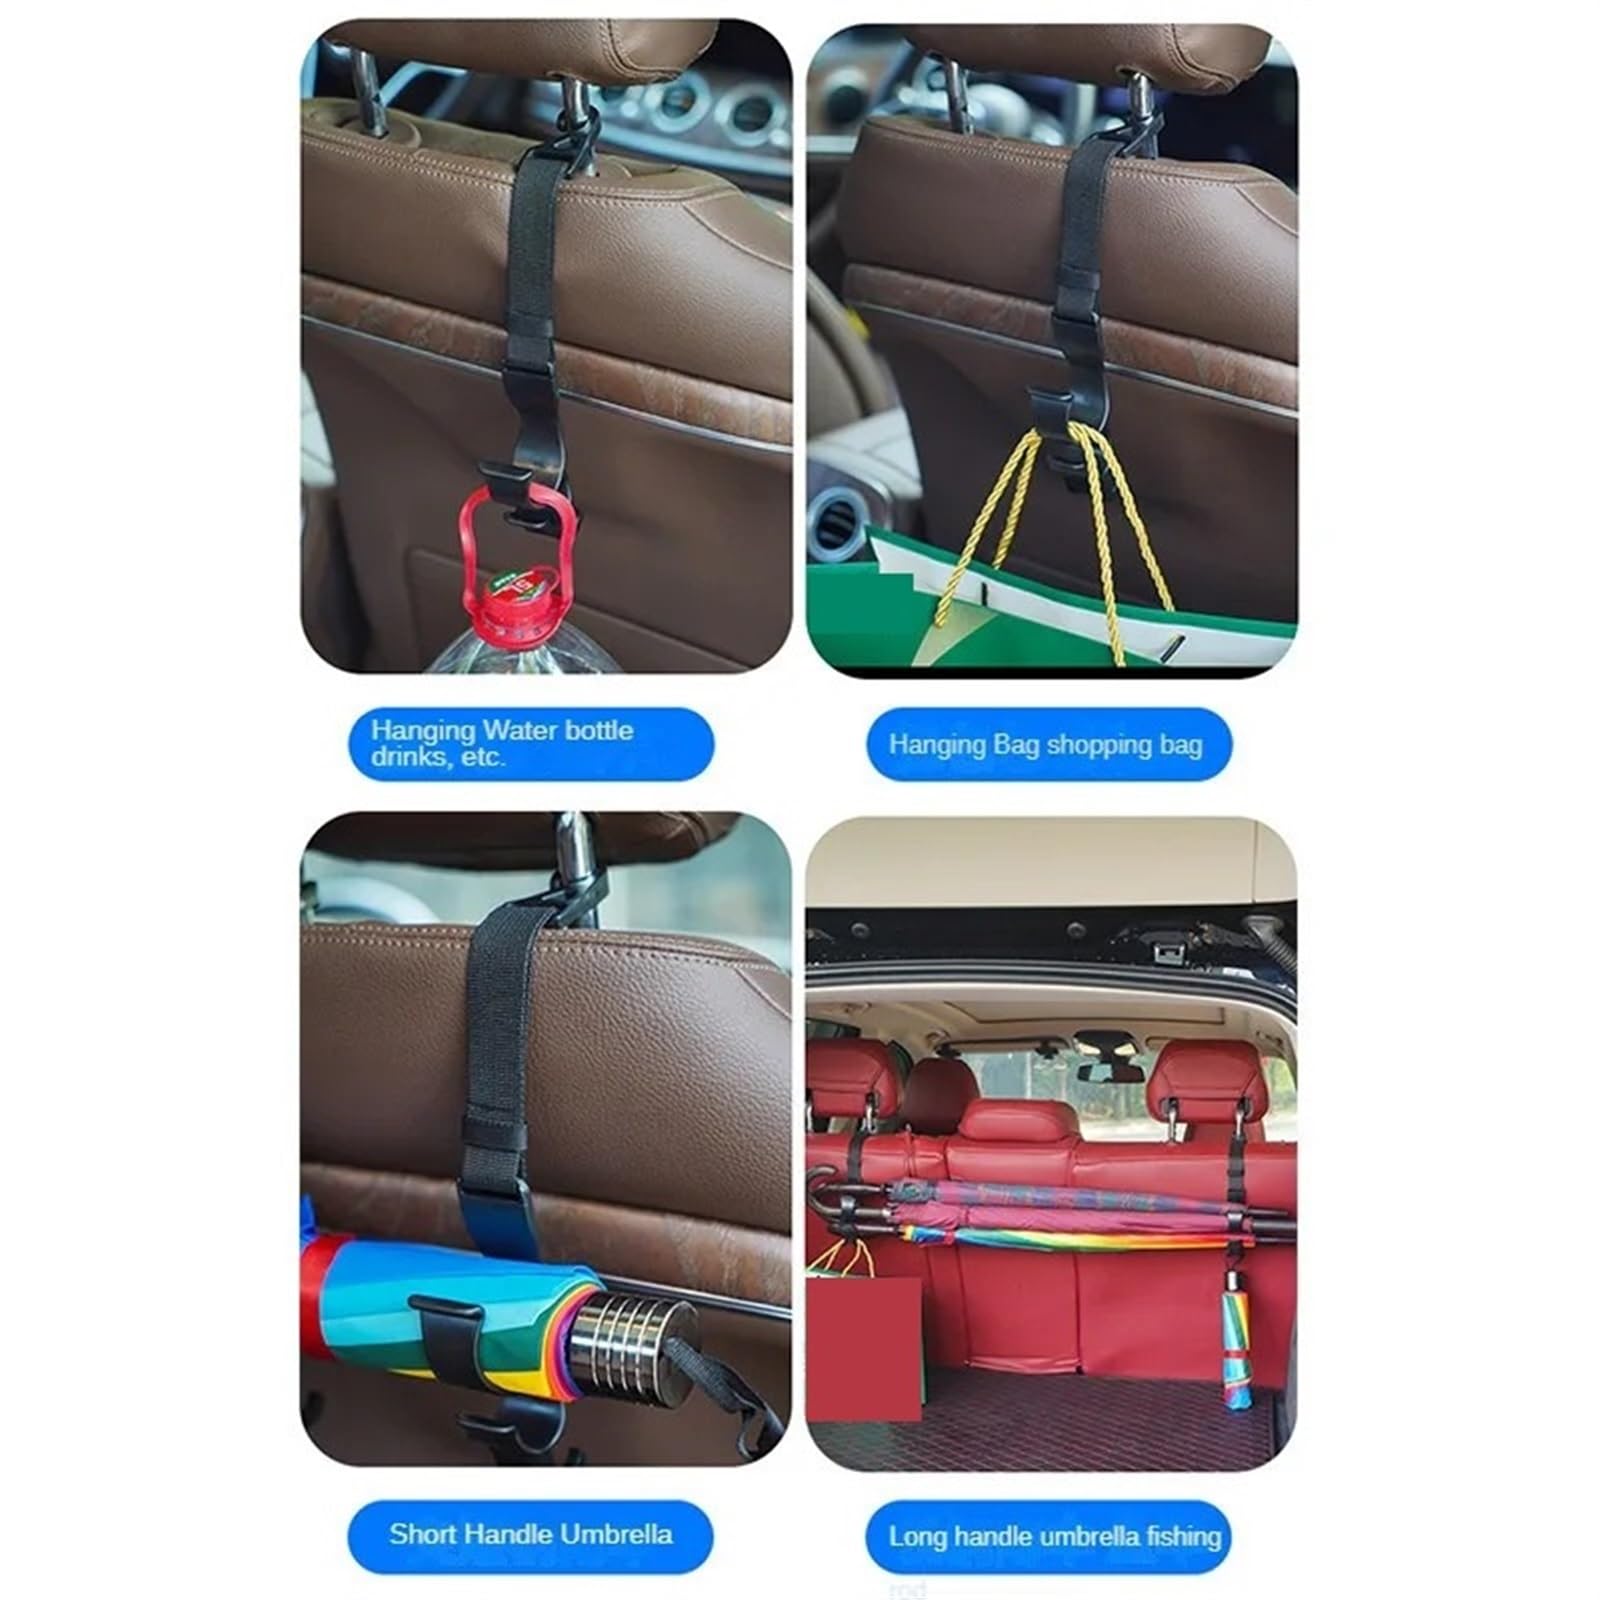 Hanging Water bottle
drinks, etc.
Hanging Bag shopping bag
Short Handle Umbrella
Long handle umbrella fishing
rod